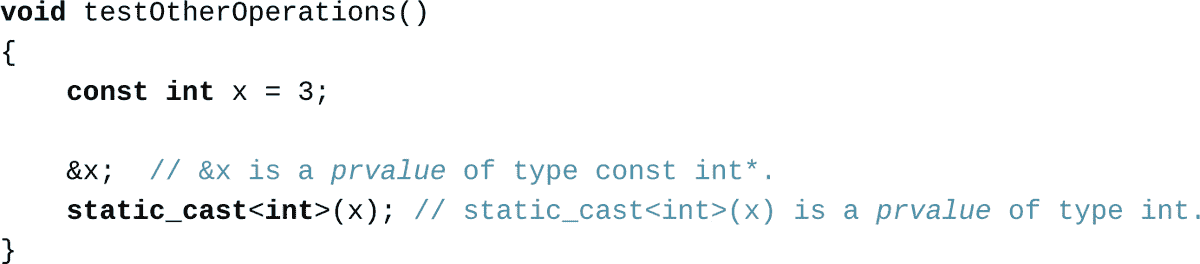 void testOtherOperations()
{
    const int x = 3;

    &x;  // &x is a prvalue of type const int*.
    static_cast<int>(x); // static_cast<int>(x) is a prvalue of type int.
}